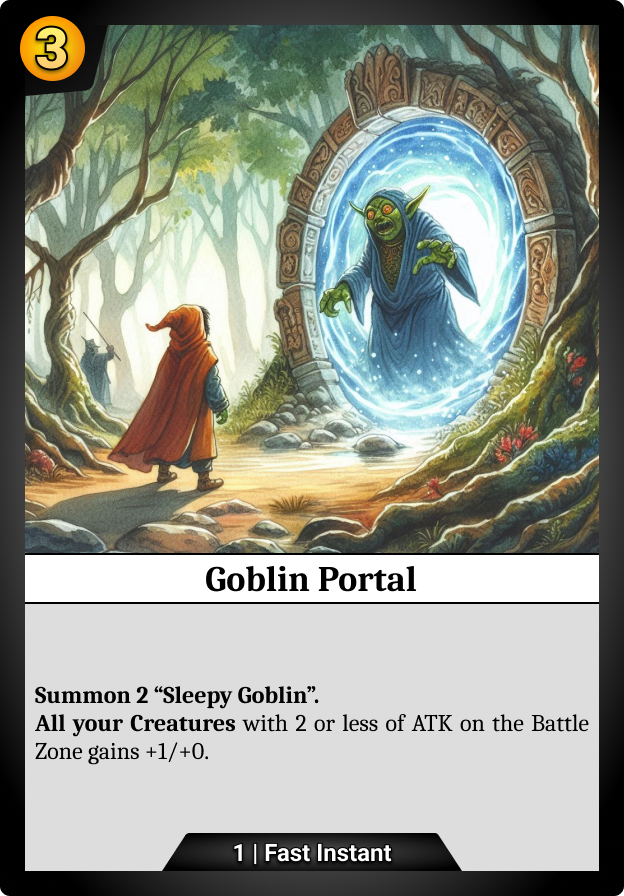 3
Goblin Portal
Summon 2 “Sleepy Goblin”.
All your Creatures with 2 or less of ATK on the Battle
Zone gains +1/+0.
1 | Fast Instant